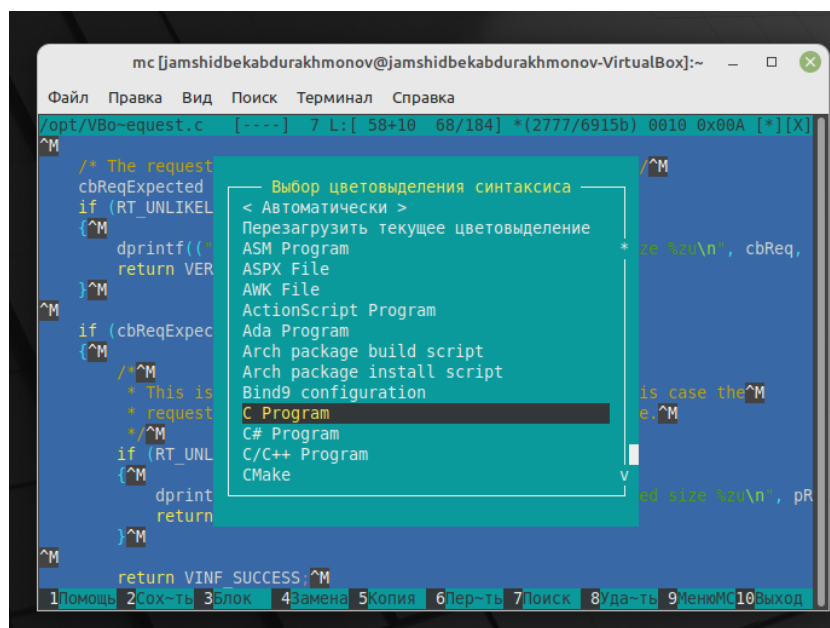 mc [jamshidbekabdurakhmonov@jamshidbekabdurakhmonov-VirtualBox]:~
Файл Правка Вид Поиск Терминал Справка
/opt/VBo~equest.c [----] 7 L:[ 58+10 68/184] *(2777/6915b) 0010 0x00A [*][X]
^M
/* The request /^M
cbReqExpected Выбор цветовыделения синтаксиса
if (RT_UNLIKEL < Автоматически >
{^M Перезагрузить текущее цветовыделение
dprintf((" ASM Program * ze %zu\n", cbReq,
return VER ASPX File
}^M AWK File
^M ActionScript Program
if (cbReqExpec Ada Program
{^M Arch package build script
/*^M Arch package install script
* This is Bind9 configuration is case the^M
* request C Program e.^M
*/^M C# Program
if (RT_UNL C/C++ Program
{^M CMake v
dprint ed size %zu\n", pR
return
}^M
^M
return VINF_SUCCESS;^M
1Помощь 2Сох~ть 3Блок 4Замена 5Копия 6Пер~ть 7Поиск 8Уда~ть 9МенюMC 10Выход